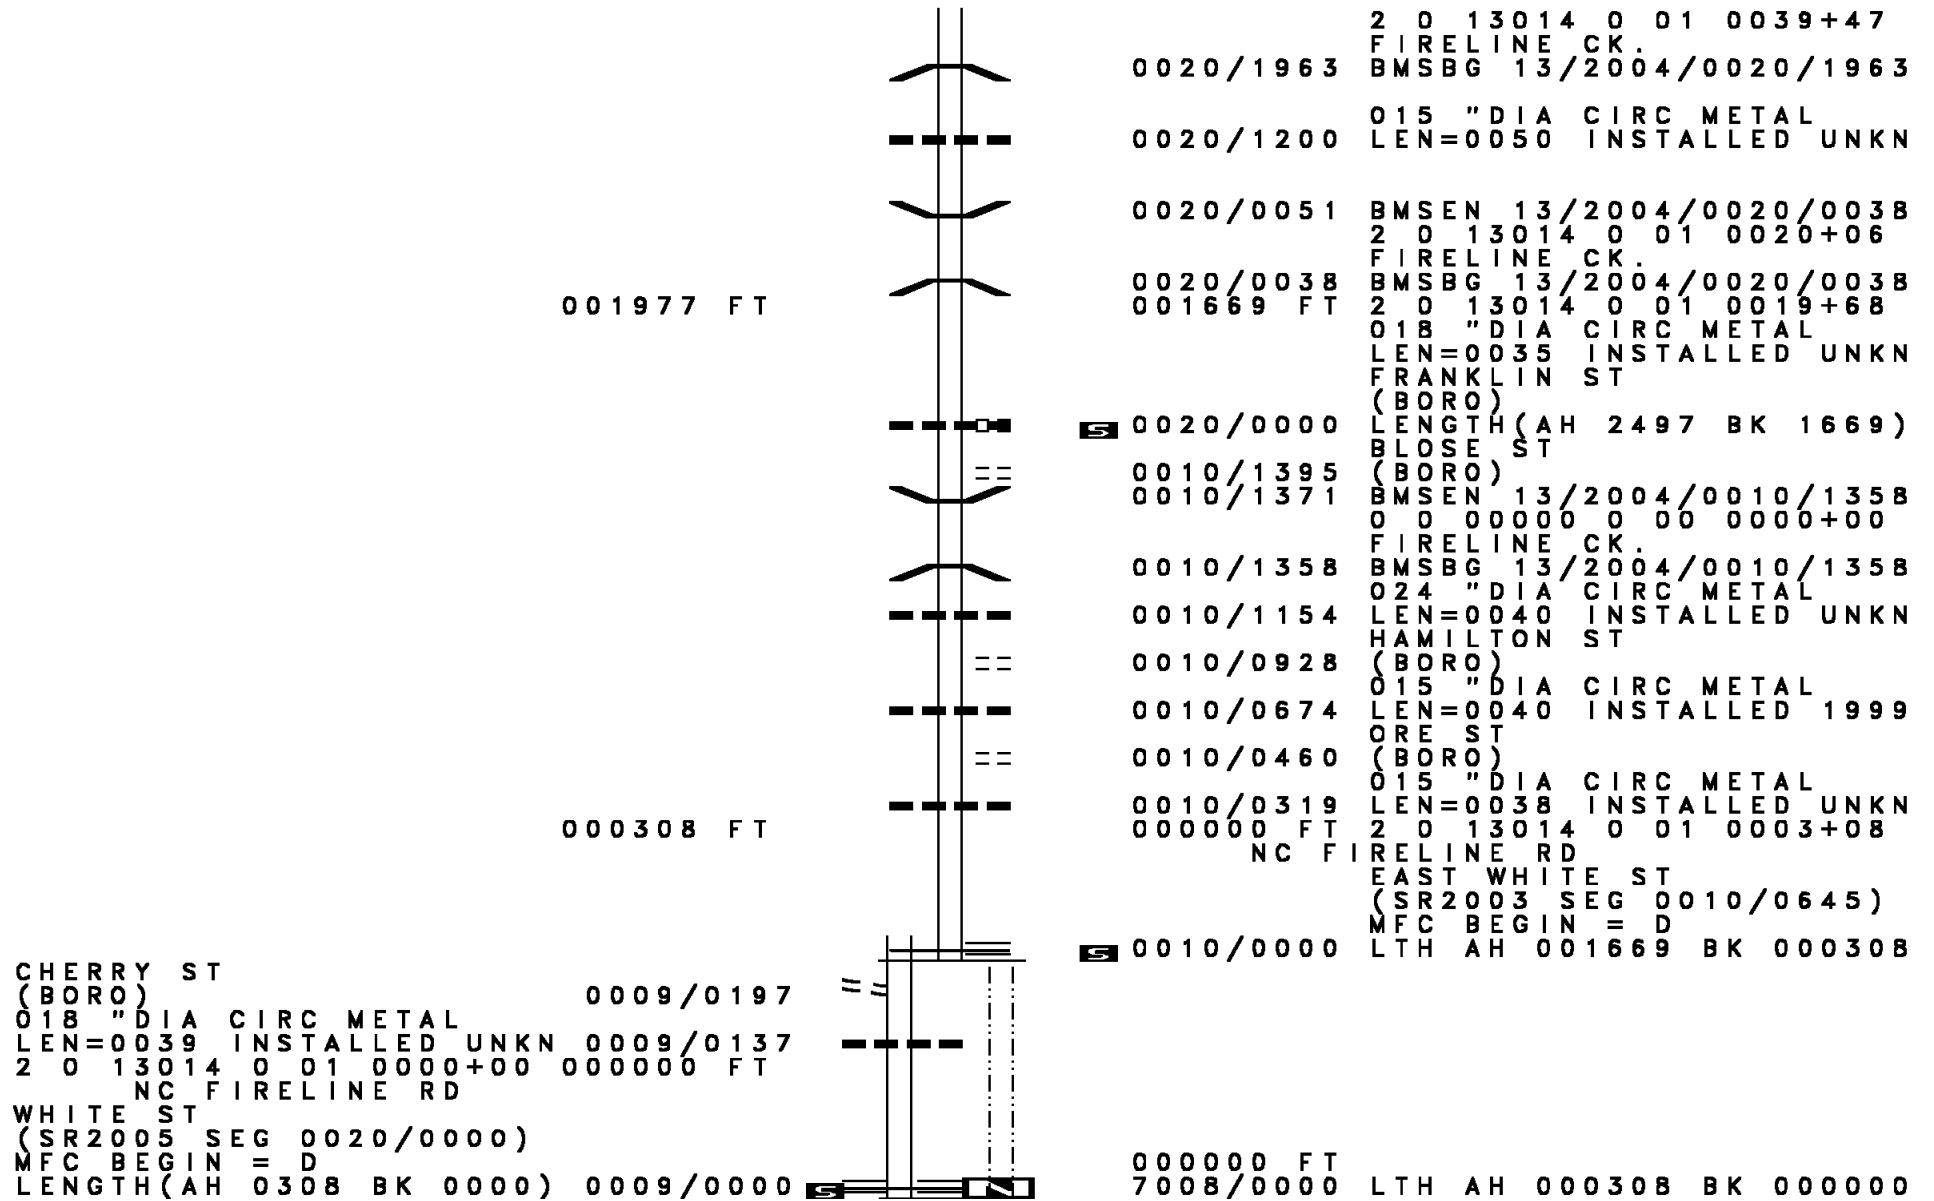 2 0 13014 0 01 0039+47
FIRELINE CK.
0020/1963 BMSBG 13/2004/0020/1963
015 "DIA CIRC METAL
0020/1200 LEN=0050 INSTALLED UNKN
0020/0051 BMSEN 13/2004/0020/0038
2 0 13014 0 01 0020+06
FIRELINE CK.
0020/0038 BMSBG 13/2004/0020/0038
001977 FT 001669 FT 2 0 13014 0 01 0019+68
018 "DIA CIRC METAL
LEN=0035 INSTALLED UNKN
FRANKLIN ST
(BORO)
S 0020/0000 LENGTH(AH 2497 BK 1669)
BLOSE ST
0010/1395 (BORO)
0010/1371 BMSEN 13/2004/0010/1358
0 0 00000 0 00 0000+00
FIRELINE CK.
0010/1358 BMSBG 13/2004/0010/1358
024 "DIA CIRC METAL
0010/1154 LEN=0040 INSTALLED UNKN
HAMILTON ST
0010/0928 (BORO)
015 "DIA CIRC METAL
0010/0674 LEN=0040 INSTALLED 1999
ORE ST
0010/0460 (BORO)
015 "DIA CIRC METAL
0010/0319 LEN=0038 INSTALLED UNKN
000308 FT 000000 FT 2 0 13014 0 01 0003+08
NC FIRELINE RD
EAST WHITE ST
(SR2003 SEG 0010/0645)
MFC BEGIN = D
S 0010/0000 LTH AH 001669 BK 000308
CHERRY ST
(BORO) 0009/0197
018 "DIA CIRC METAL
LEN=0039 INSTALLED UNKN 0009/0137
2 0 13014 0 01 0000+00 000000 FT
NC FIRELINE RD
WHITE ST
(SR2005 SEG 0020/0000)
MFC BEGIN = D
LENGTH(AH 0308 BK 0000) 0009/0000 S
000000 FT
7008/0000 LTH AH 000308 BK 000000